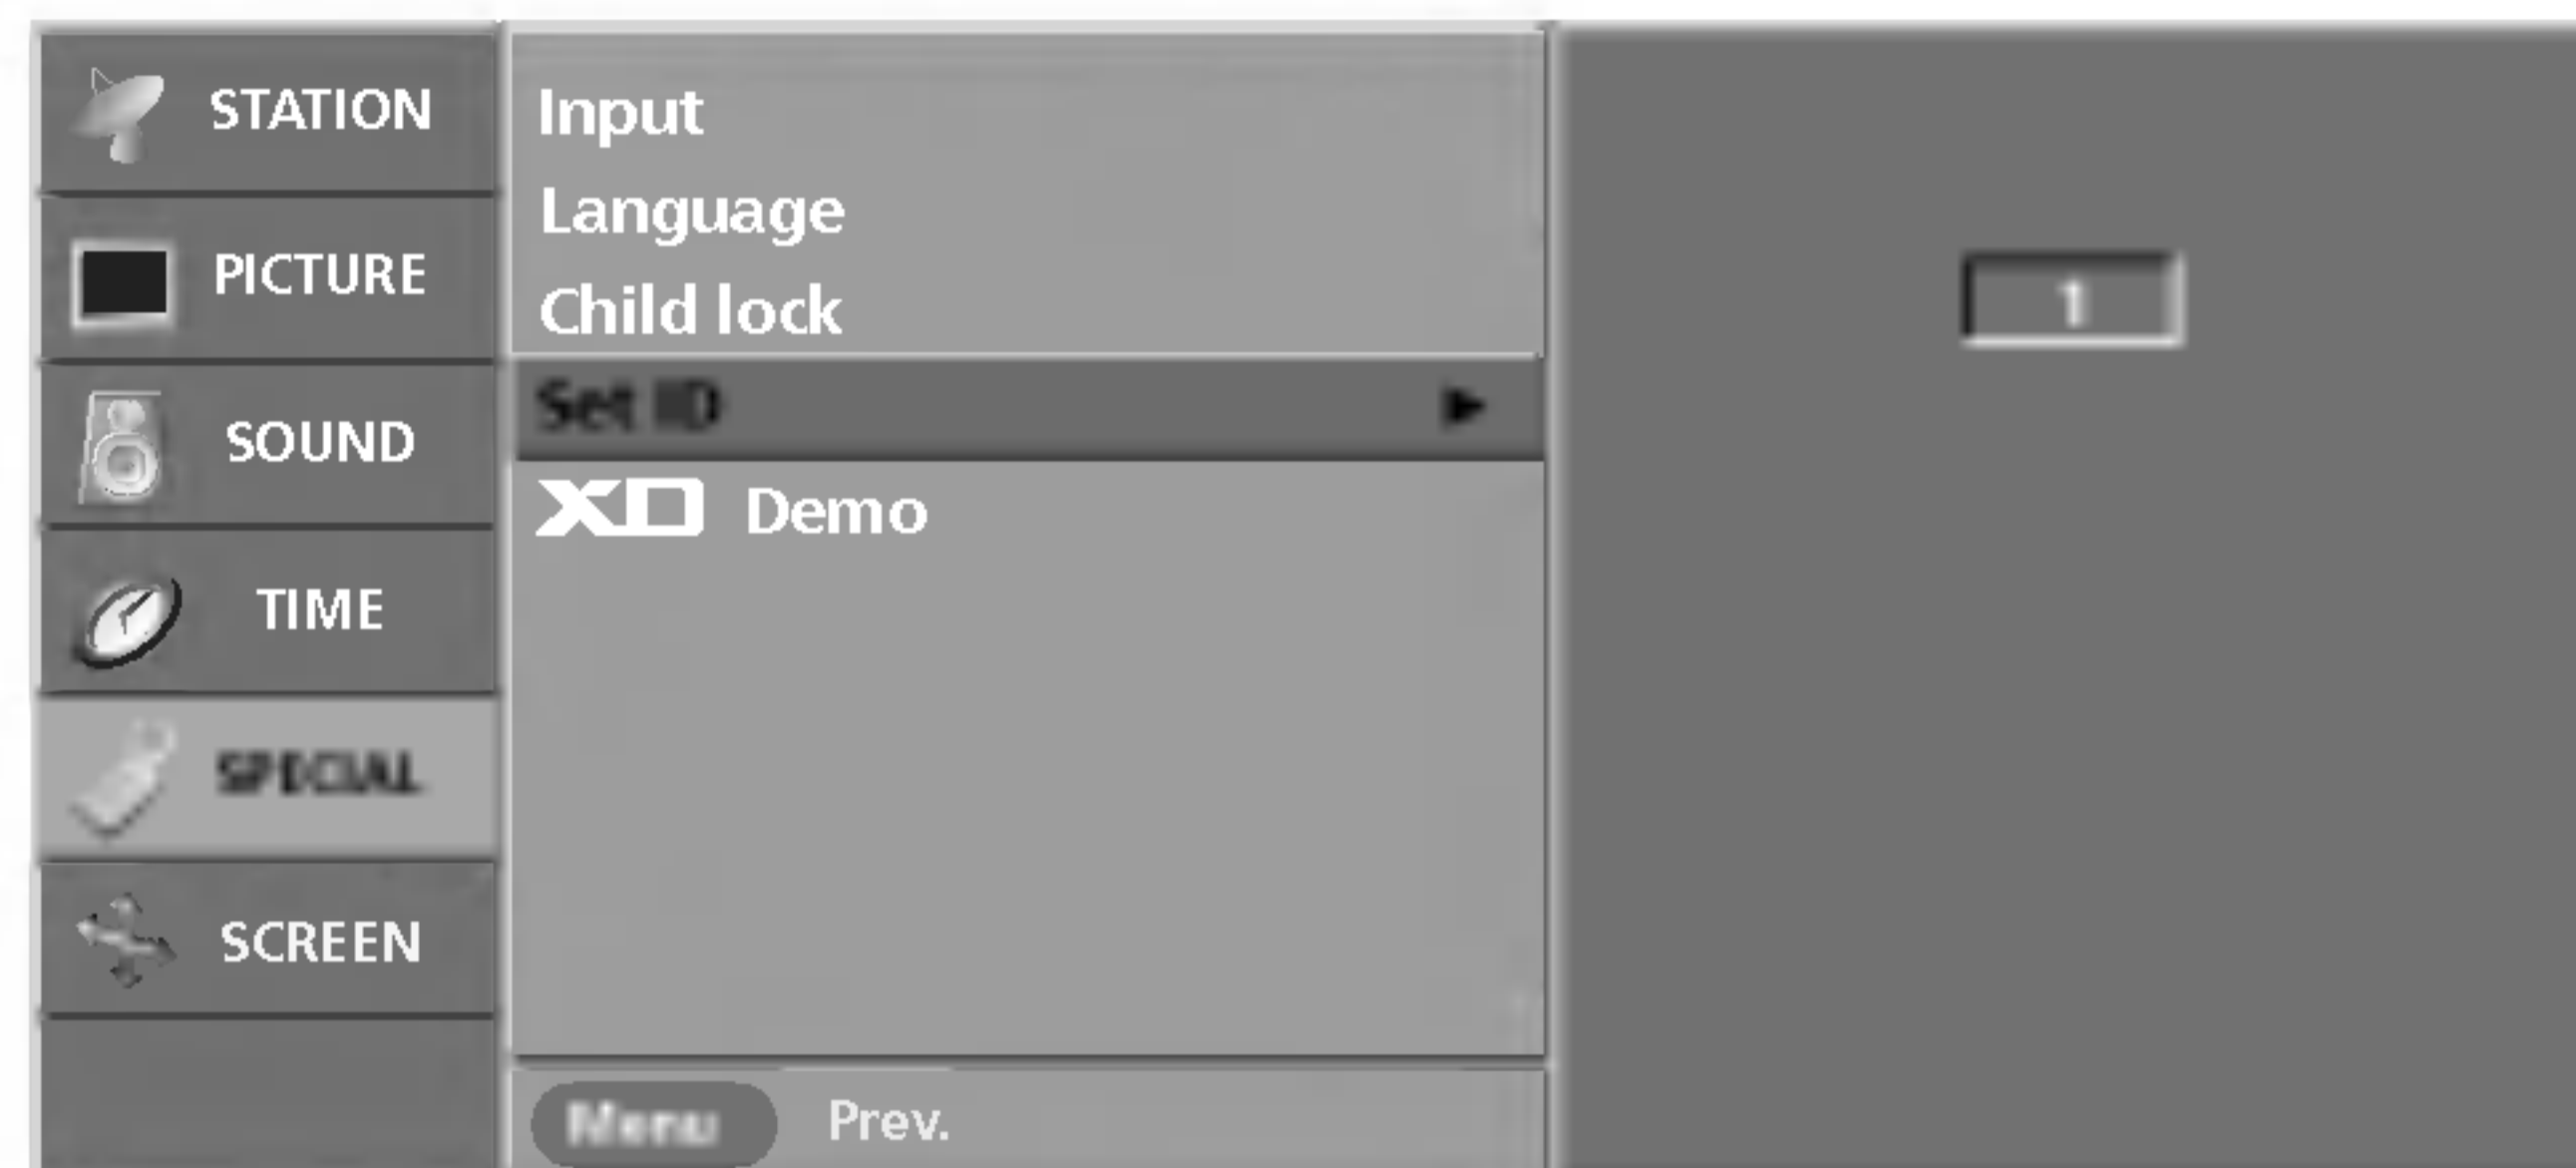 STATION
PICTURE
SOUND
TIME
SPECIAL
SCREEN
Input
Language
Child lock
Set ID
XD Demo
Menu Prev.
1